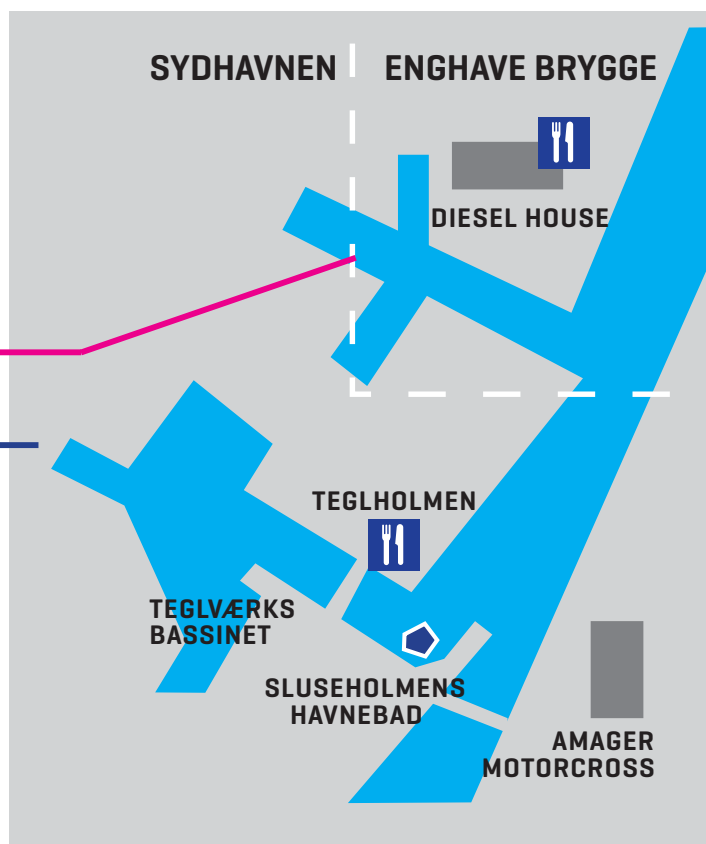 SYDHAVNEN
ENGHAVE BRYGGE
DIESEL HOUSE
TEGLHOLMEN
TEGLVÆRKS
BASSINET
SLUSEHOLMENS
HAVNEBAD
AMAGER
MOTORCROSS